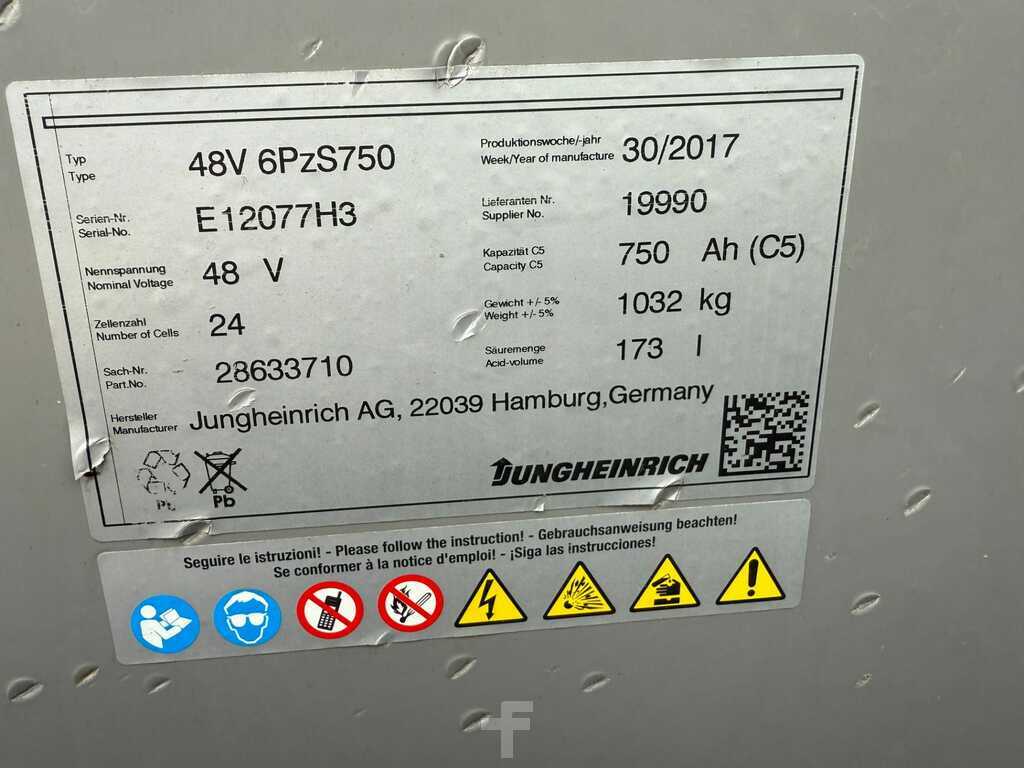 Typ
Type
48V 6PzS750
Produktionswoche/-jahr
Week/Year of manufacture
30/2017
Serien-Nr.
Serial-No.
E12077H3
Lieferanten Nr.
Supplier No.
19990
Nennspannung
Nominal Voltage
48 V
Kapazität C5
Capacity C5
750 Ah (C5)
Zellenzahl
Number of Cells
24
Gewicht +/- 5%
Weight +/- 5%
1032 kg
Sach-Nr.
Part.No.
28633710
Säuremenge
Acid-volume
173 l
Hersteller
Manufacturer
Jungheinrich AG, 22039 Hamburg,Germany
Pb
Pb
JUNGHEINRICH
Seguire le istruzioni! - Please follow the instruction! - Gebrauchsanweisung beachten!
Se conformer à la notice d'emploi! - ¡Siga las instrucciones!
F